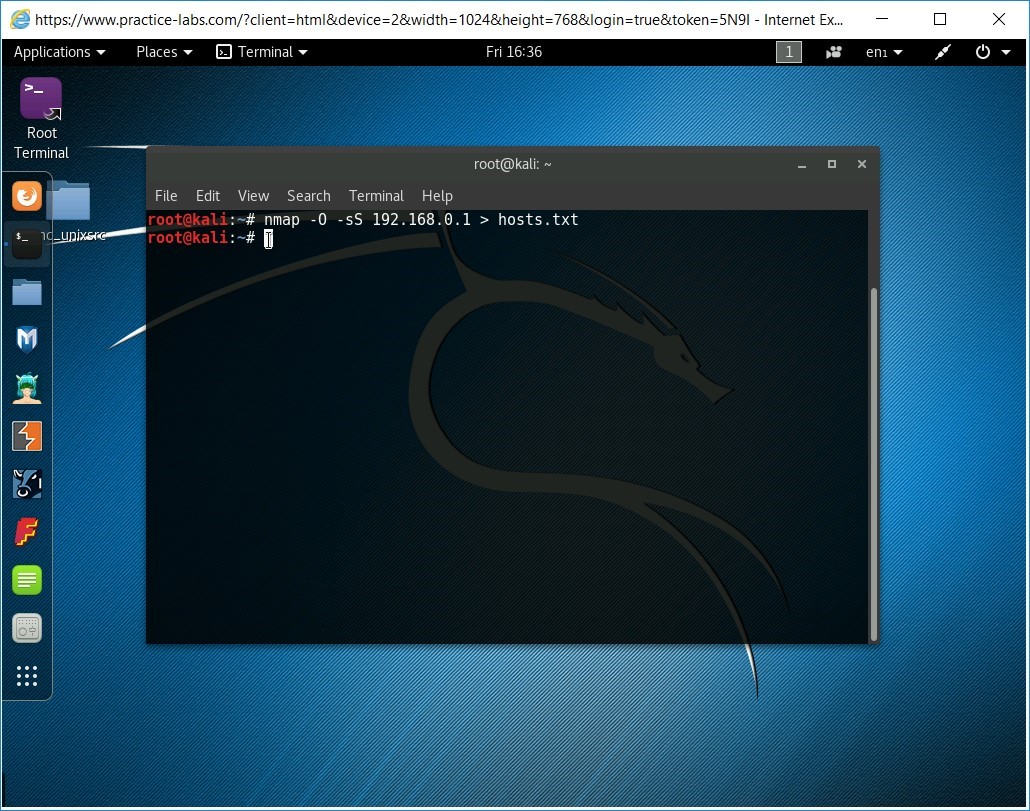 https://www.practice-labs.com/?client=html&device=2&width=1024&height=768&login=true&token=5N9I - Internet Ex...
Applications Places Terminal Fri 16:36 1 en1
>_
Root
Terminal
root@kali: ~
File Edit View Search Terminal Help
root@kali:~# nmap -O -sS 192.168.0.1 > hosts.txt
root@kali:~#
nc_unixsrc
$_